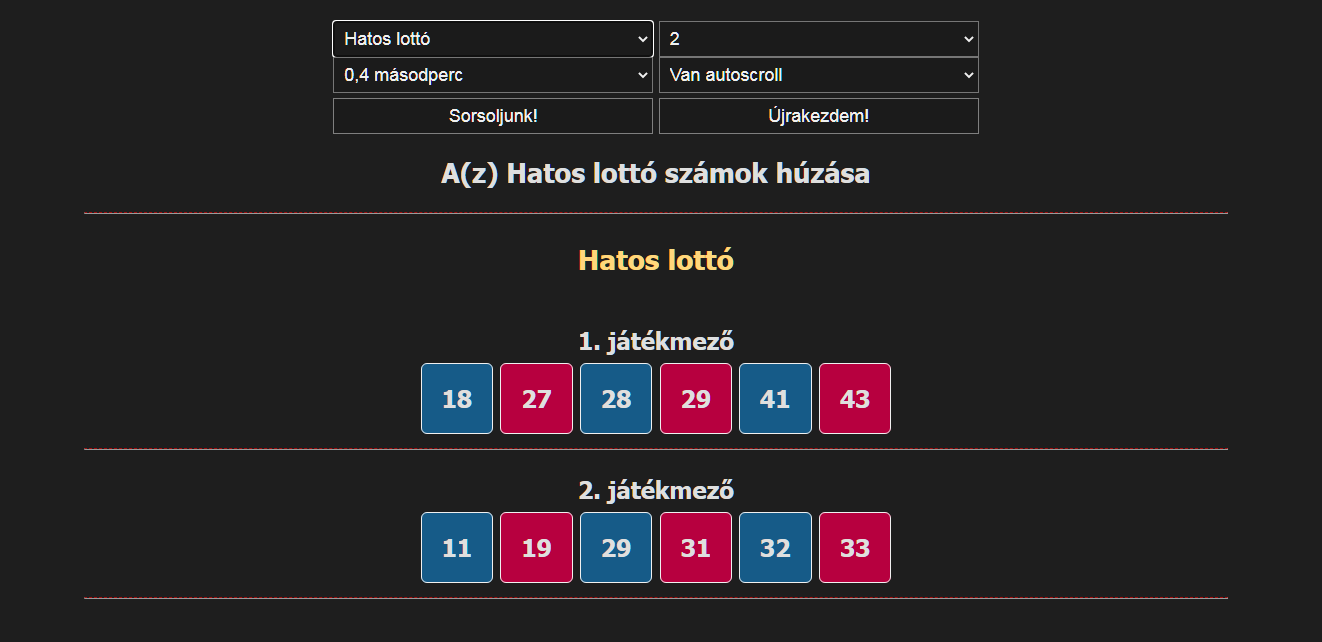 Hatos lottó 2
0,4 másodperc Van autoscroll
Sorsoljunk! Újrakezdem!
A(z) Hatos lottó számok húzása
Hatos lottó
1. játékmező
18 27 28 29 41 43
2. játékmező
11 19 29 31 32 33